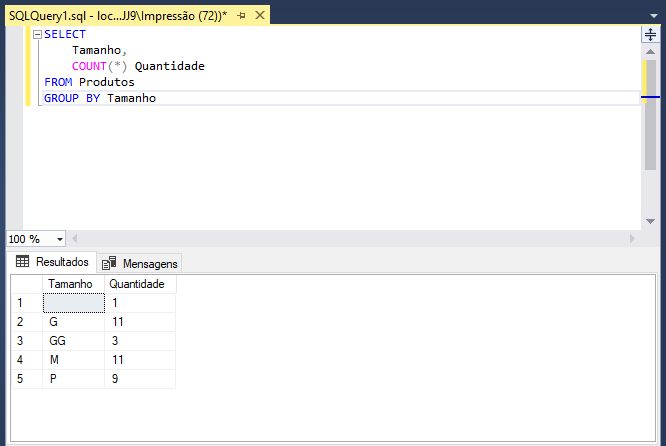 SQLQuery1.sql - loc...JJ9\Impressão (72))*
SELECT
Tamanho,
COUNT(*) Quantidade
FROM Produtos
GROUP BY Tamanho
100 %
Resultados Mensagens
Tamanho Quantidade
1 1
2 G 11
3 GG 3
4 M 11
5 P 9